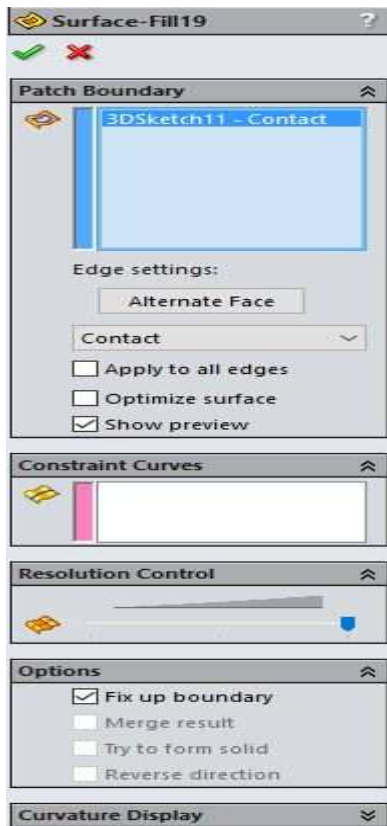 Surface-Fill19 ?
Patch Boundary
3DSketch11 - Contact
Edge settings:
Alternate Face
Contact
Apply to all edges
Optimize surface
Show preview
Constraint Curves
Resolution Control
Options
Fix up boundary
Merge result
Try to form solid
Reverse direction
Curvature Display